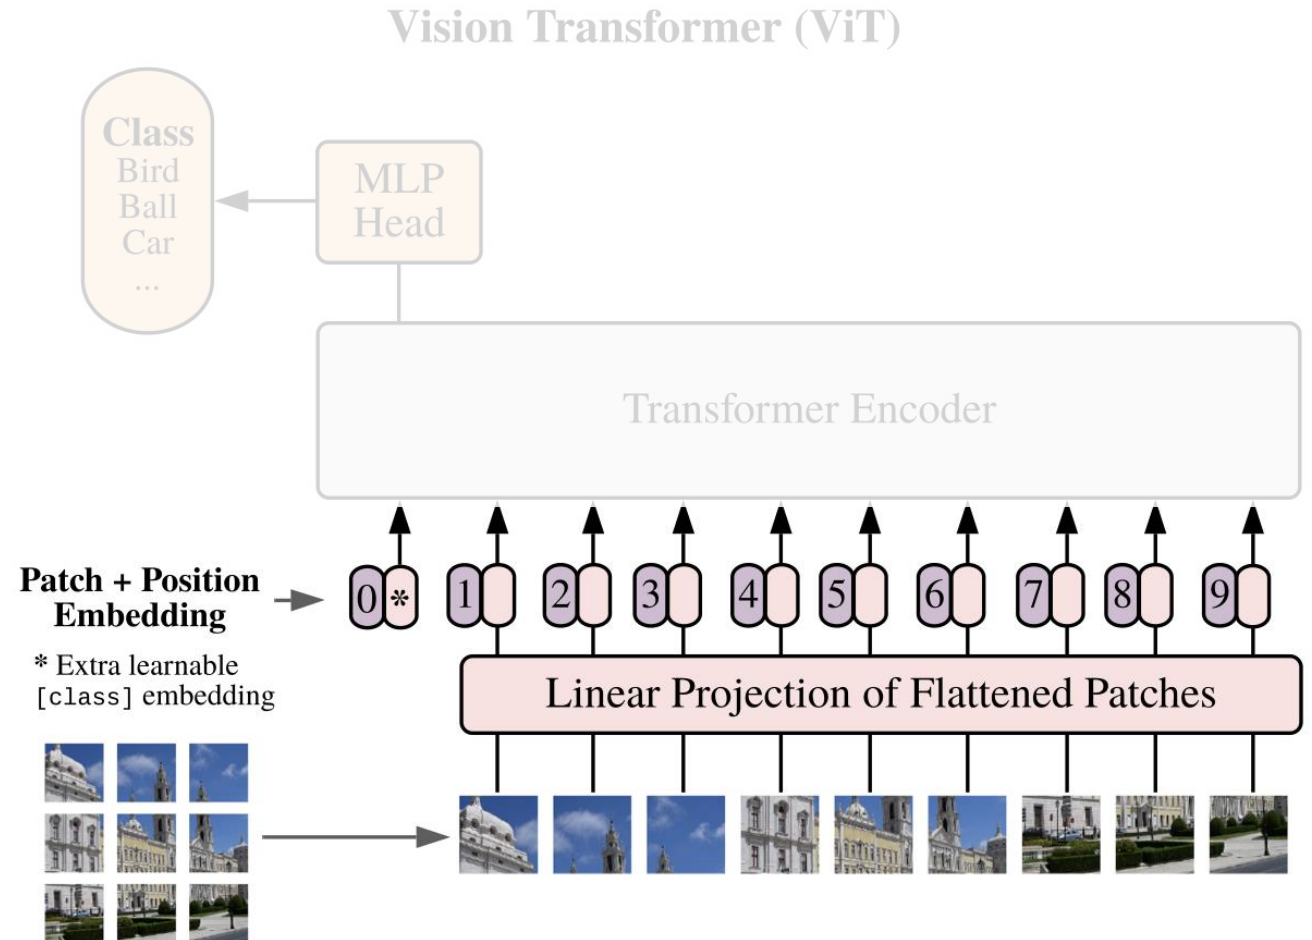 Vision Transformer (ViT)
Class
Bird
Ball
Car
...
MLP
Head
Transformer Encoder
Patch + Position
Embedding
0 * 1 2 3 4 5 6 7 8 9
* Extra learnable
[class] embedding
Linear Projection of Flattened Patches